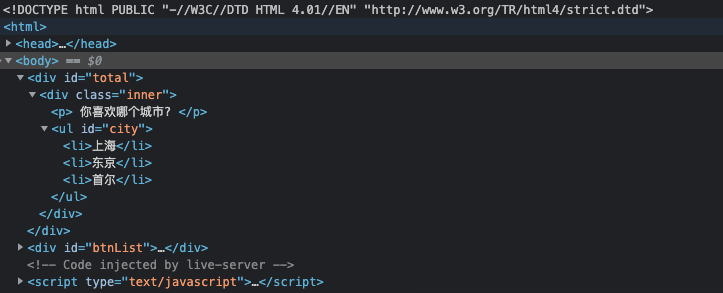 <!DOCTYPE html PUBLIC "-//W3C//DTD HTML 4.01//EN" "http://www.w3.org/TR/html4/strict.dtd">
<html>
<head>…</head>
<body> == $0
<div id="total">
<div class="inner">
<p> 你喜欢哪个城市? </p>
<ul id="city">
<li>上海</li>
<li>东京</li>
<li>首尔</li>
</ul>
</div>
</div>
<div id="btnList">…</div>
<!-- Code injected by live-server -->
<script type="text/javascript">…</script>